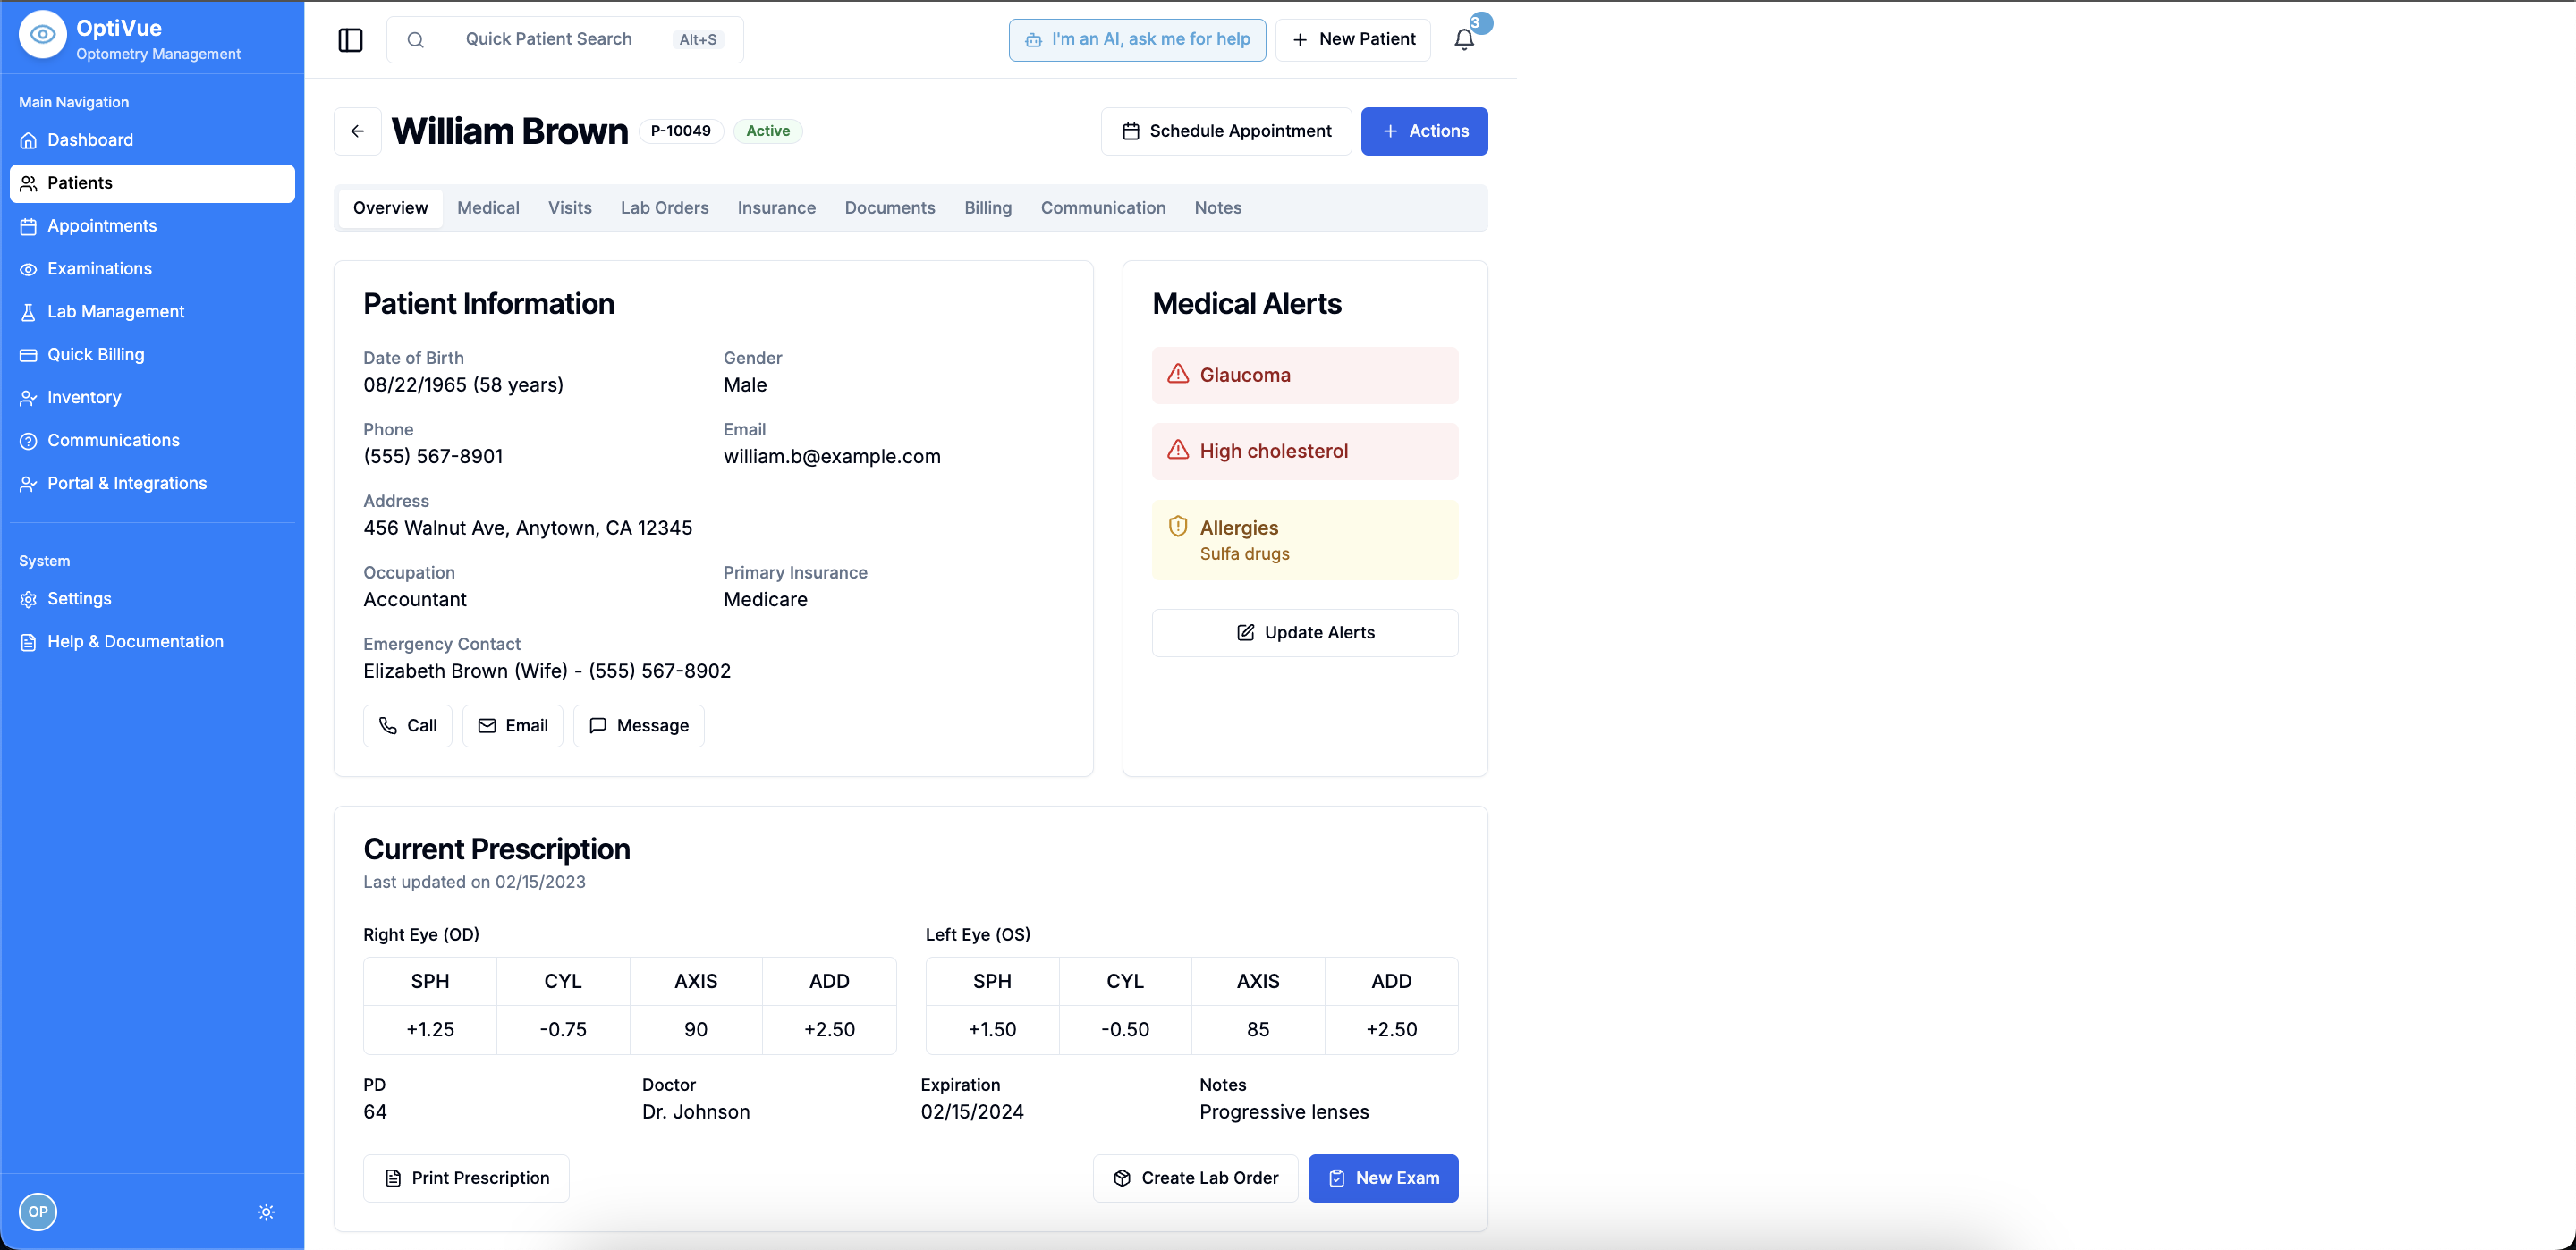 OptiVue
Optometry Management
Main Navigation
Dashboard
Patients
Appointments
Examinations
Lab Management
Quick Billing
Inventory
Communications
Portal & Integrations
System
Settings
Help & Documentation
OP
Quick Patient Search Alt+S
I'm an AI, ask me for help
New Patient
3
William Brown P-10049 Active
Schedule Appointment
Actions
Overview Medical Visits Lab Orders Insurance Documents Billing Communication Notes
Patient Information
Date of Birth Gender
08/22/1965 (58 years) Male
Phone Email
(555) 567-8901 william.b@example.com
Address
456 Walnut Ave, Anytown, CA 12345
Occupation Primary Insurance
Accountant Medicare
Emergency Contact
Elizabeth Brown (Wife) - (555) 567-8902
Call Email Message
Medical Alerts
Glaucoma
High cholesterol
Allergies
Sulfa drugs
Update Alerts
Current Prescription
Last updated on 02/15/2023
Right Eye (OD)
SPH CYL AXIS ADD
+1.25 -0.75 90 +2.50
Left Eye (OS)
SPH CYL AXIS ADD
+1.50 -0.50 85 +2.50
PD Doctor Expiration Notes
64 Dr. Johnson 02/15/2024 Progressive lenses
Print Prescription Create Lab Order New Exam